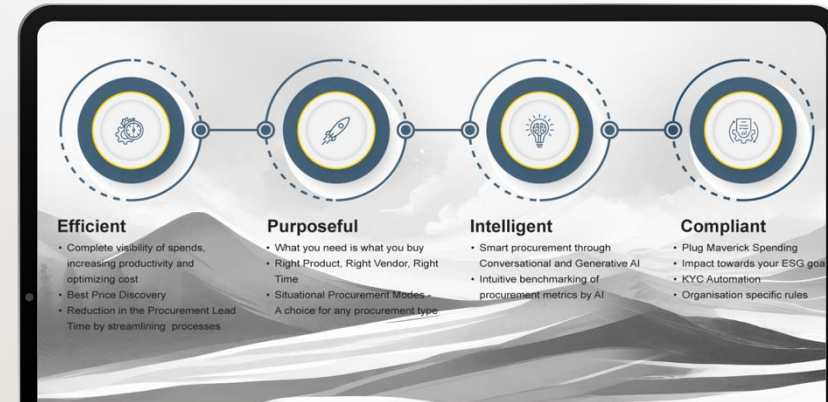 Efficient
• Complete visibility of spends,
increasing productivity and
optimizing cost
• Best Price Discovery
• Reduction in the Procurement Lead
Time by streamlining processes
Purposeful
• What you need is what you buy
• Right Product, Right Vendor, Right
Time
• Situational Procurement Modes -
A choice for any procurement type
Intelligent
• Smart procurement through
Conversational and Generative AI
• Intuitive benchmarking of
procurement metrics by AI
Compliant
• Plug Maverick Spending
• Impact towards your ESG goa
• KYC Automation
• Organisation specific rules